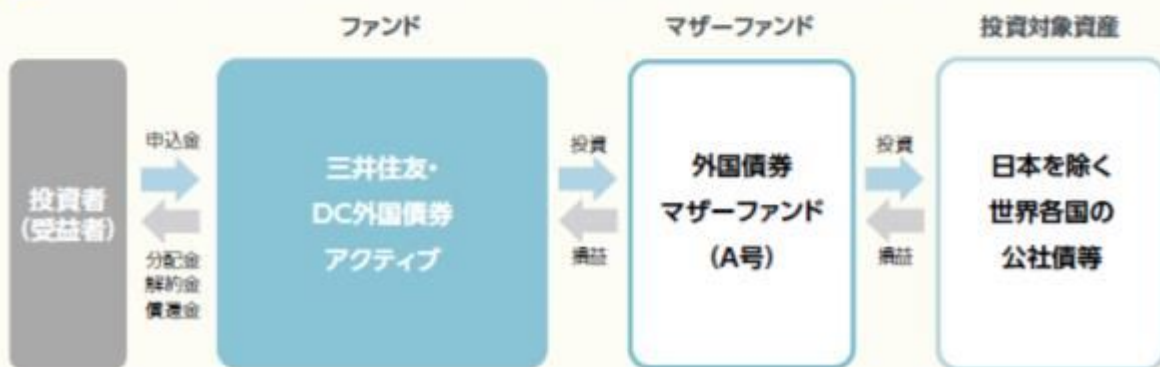 ファンド
マザーファンド
投資対象資産
投資者
(受益者)
申込金
分配金
解約金
償還金
三井住友・
DC外国債券
アクティブ
投資
損益
外国債券
マザーファンド
(A号)
投資
損益
日本を除く
世界各国の
公社債等